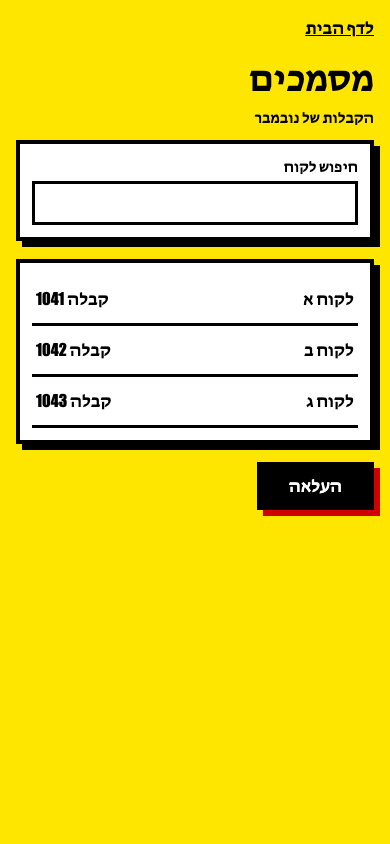 לדף הבית
מסמכים
הקבלות של נובמבר
חיפוש לקוח
לקוח א קבלה 1041
לקוח ב קבלה 1042
לקוח ג קבלה 1043
העלאה